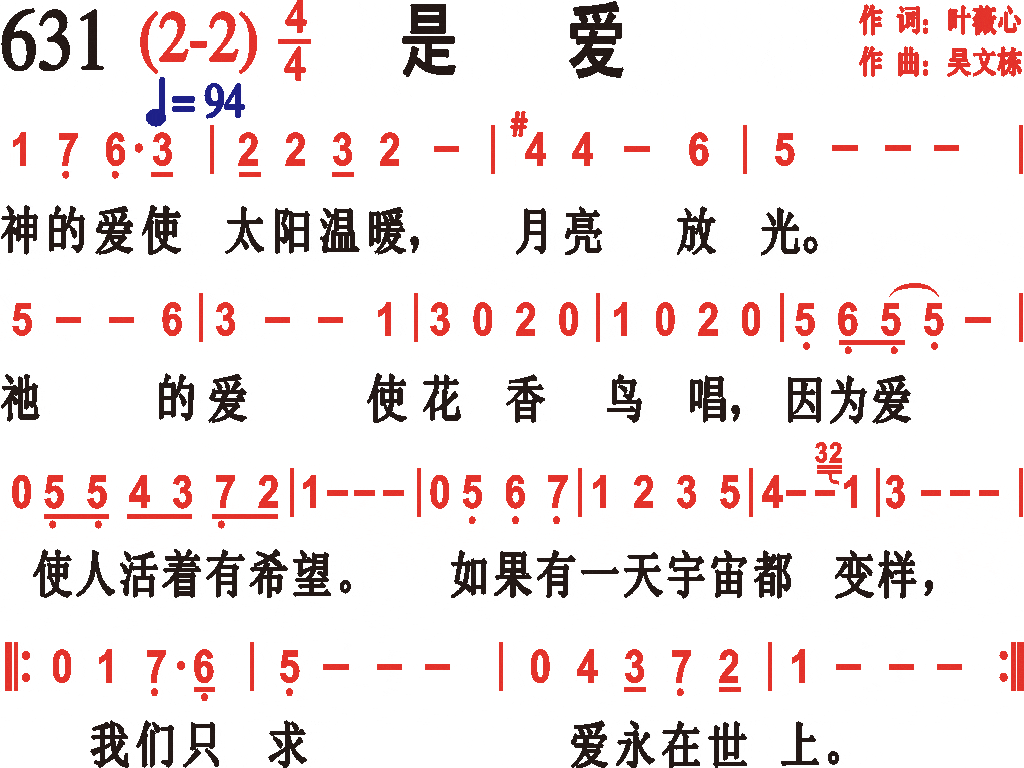 631 (2-2) 4/4 是 爱 作 词：叶薇心
♩= 94 作 曲：吴文栋
1 7 6·3 | 2 2 3 2 – | #4 4 – 6 | 5 – – – |
神的爱使 太阳温暖， 月亮 放 光。
5 – – 6 | 3 – – 1 | 3 0 2 0 | 1 0 2 0 | 5 6 5 5 – |
祂 的爱 使花 香 鸟 唱，因为爱
32
0 5 5 4 3 7 2 | 1 – – – | 0 5 6 7 | 1 2 3 5 | 4 – – 1 | 3 – – – |
使人活着有希望。 如果有一天宇宙都 变样，
‖: 0 1 7·6 | 5 – – – | 0 4 3 7 2 | 1 – – – :‖
我们只 求 爱永在世 上。